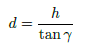 d = h / tan γ